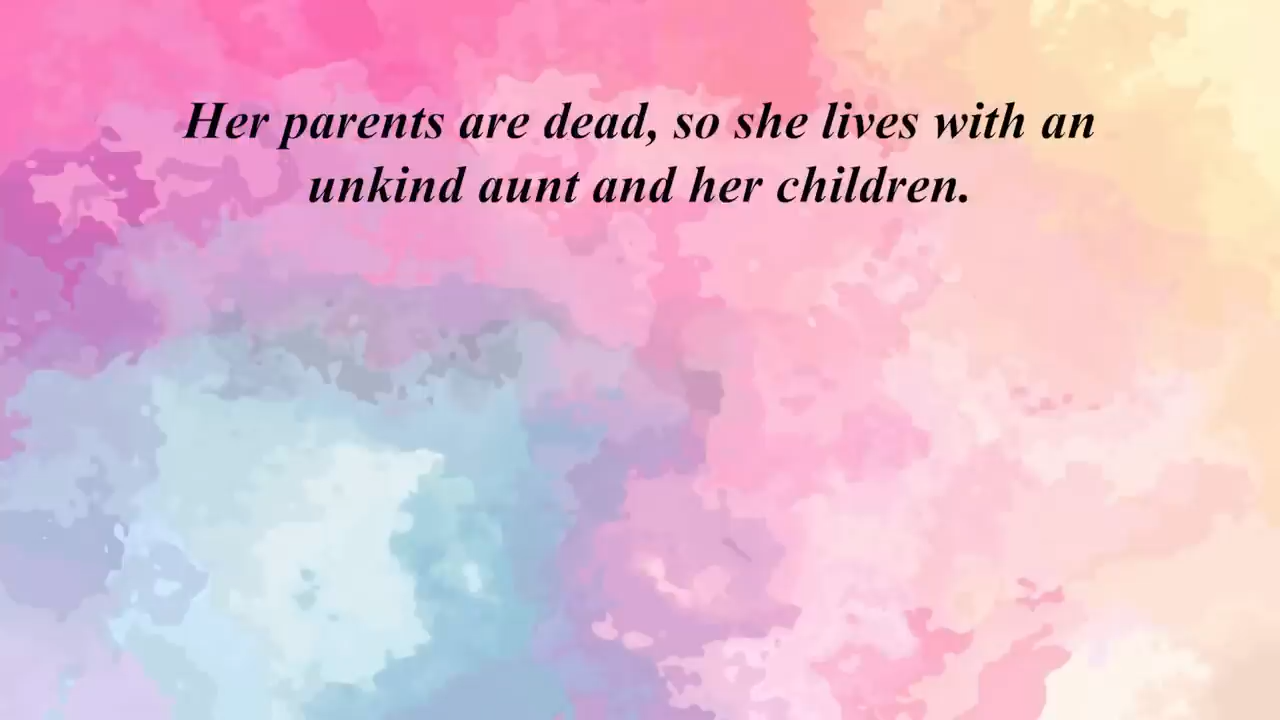 Her parents are dead, so she lives with an
unkind aunt and her children.